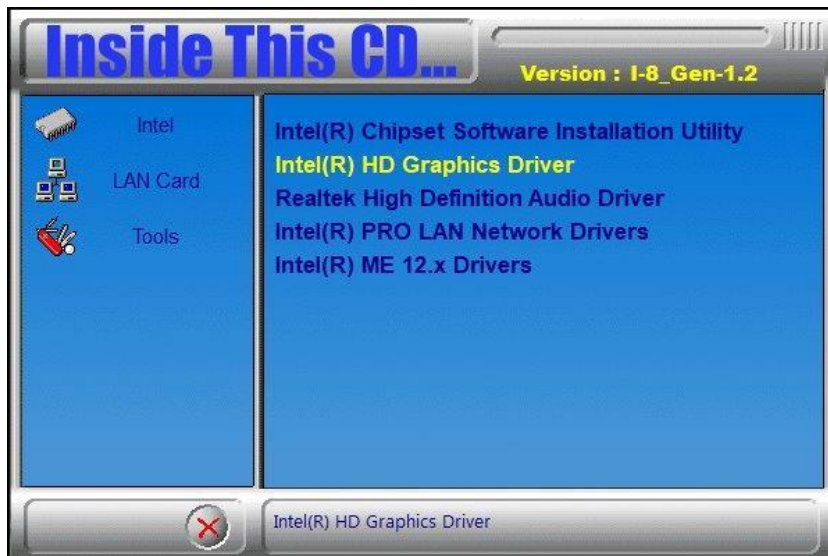 Inside This CD...
Version : I-8_Gen-1.2
Intel
LAN Card
Tools
Intel(R) Chipset Software Installation Utility
Intel(R) HD Graphics Driver
Realtek High Definition Audio Driver
Intel(R) PRO LAN Network Drivers
Intel(R) ME 12.x Drivers
Intel(R) HD Graphics Driver